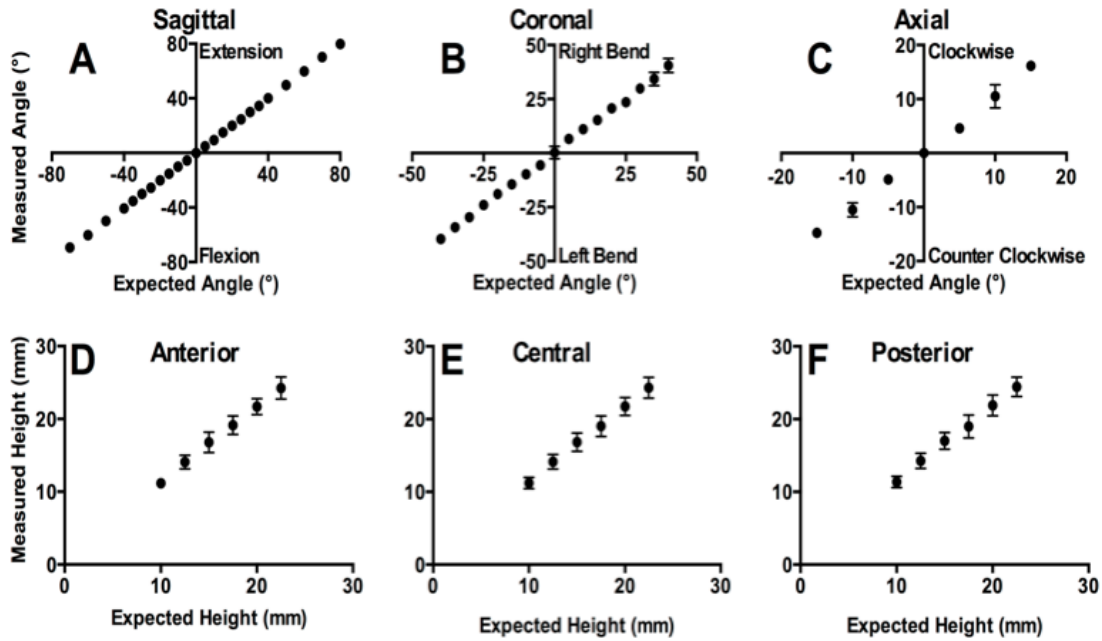 Sagittal
A
80
Extension
40
-80
-40
40
80
-40
-80
Flexion
Measured Angle (°)
Expected Angle (°)
Coronal
B
50
Right Bend
25
-50
-25
25
50
-25
-50
Left Bend
Expected Angle (°)
Axial
C
20
Clockwise
10
-20
-10
10
20
-10
-20
Counter Clockwise
Expected Angle (°)
D
Anterior
30
20
10
0
0
10
20
30
Measured Height (mm)
Expected Height (mm)
E
Central
30
20
10
0
0
10
20
30
Expected Height (mm)
F
Posterior
30
20
10
0
0
10
20
30
Expected Height (mm)